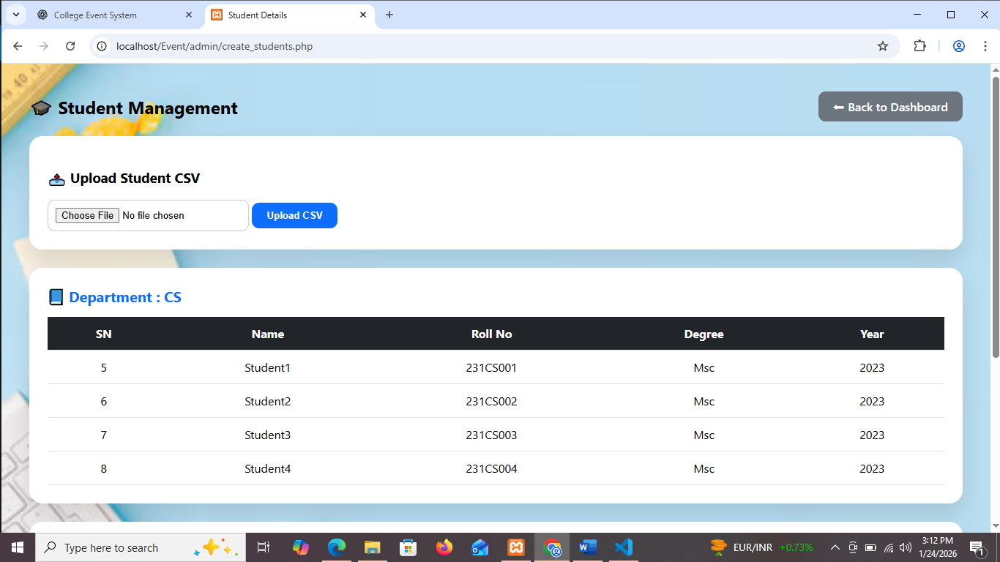 College Event System
Student Details
localhost/Event/admin/create_students.php
40
🎓 Student Management
⬅ Back to Dashboard
📤 Upload Student CSV
Choose File No file chosen
Upload CSV
📘 Department : CS
SN Name Roll No Degree Year
5 Student1 231CS001 Msc 2023
6 Student2 231CS002 Msc 2023
7 Student3 231CS003 Msc 2023
8 Student4 231CS004 Msc 2023
Type here to search
EUR/INR +0.73%
3:12 PM
1/24/2026
1